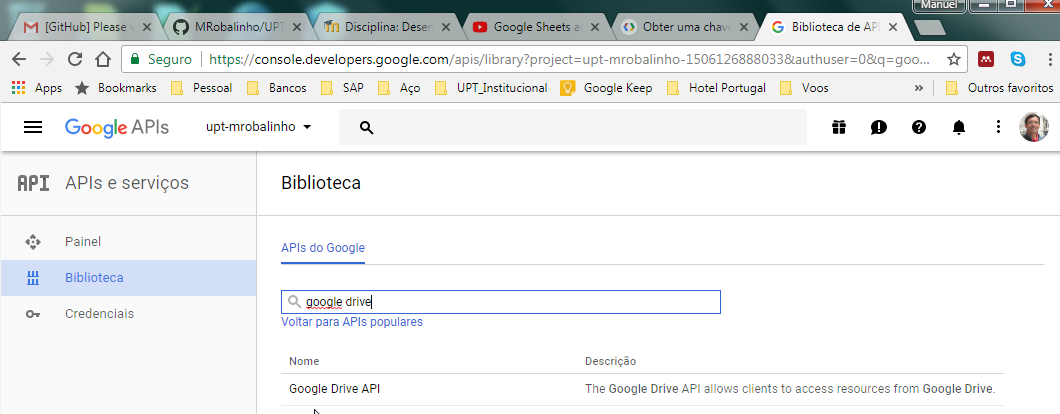 Manuel
[GitHub] Please v
MRobalinho/UPT
Disciplina: Desen
Google Sheets as
Obter uma chave
Biblioteca de API
Seguro https://console.developers.google.com/apis/library?project=upt-mrobalinho-1506126888033&authuser=0&q=goo...
Apps Bookmarks Pessoal Bancos SAP Aço UPT_Institucional Google Keep Hotel Portugal Voos » Outros favoritos
Google APIs upt-mrobalinho
API APIs e serviços
Biblioteca
Painel
Biblioteca
Credenciais
APIs do Google
google drive
Voltar para APIs populares
Nome Descrição
Google Drive API The Google Drive API allows clients to access resources from Google Drive.